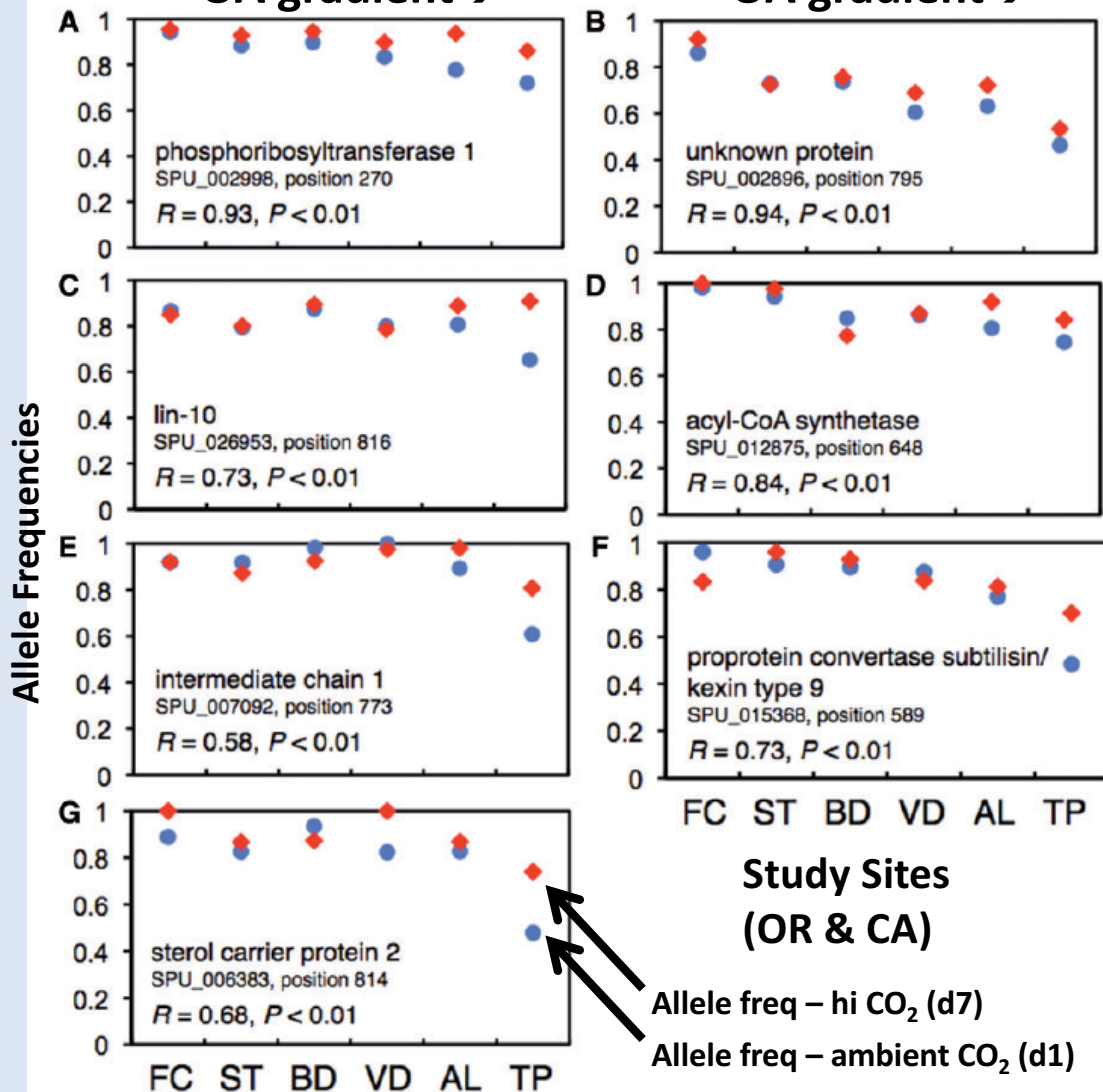 OA gradient →
OA gradient →
Allele Frequencies
A
1
0.8
0.6
0.4
0.2
0
phosphoribosyltransferase 1
SPU_002998, position 270
R = 0.93, P < 0.01
B
1
0.8
0.6
0.4
0.2
0
unknown protein
SPU_002896, position 795
R = 0.94, P < 0.01
C
1
0.8
0.6
0.4
0.2
0
lin-10
SPU_026953, position 816
R = 0.73, P < 0.01
D
1
0.8
0.6
0.4
0.2
0
acyl-CoA synthetase
SPU_012875, position 648
R = 0.84, P < 0.01
E
1
0.8
0.6
0.4
0.2
0
intermediate chain 1
SPU_007092, position 773
R = 0.58, P < 0.01
F
1
0.8
0.6
0.4
0.2
0
proprotein convertase subtilisin/
kexin type 9
SPU_015368, position 589
R = 0.73, P < 0.01
FC ST BD VD AL TP
G
1
0.8
0.6
0.4
0.2
0
sterol carrier protein 2
SPU_006383, position 814
R = 0.68, P < 0.01
FC ST BD VD AL TP
Study Sites
(OR & CA)
Allele freq – hi CO₂ (d7)
Allele freq – ambient CO₂ (d1)